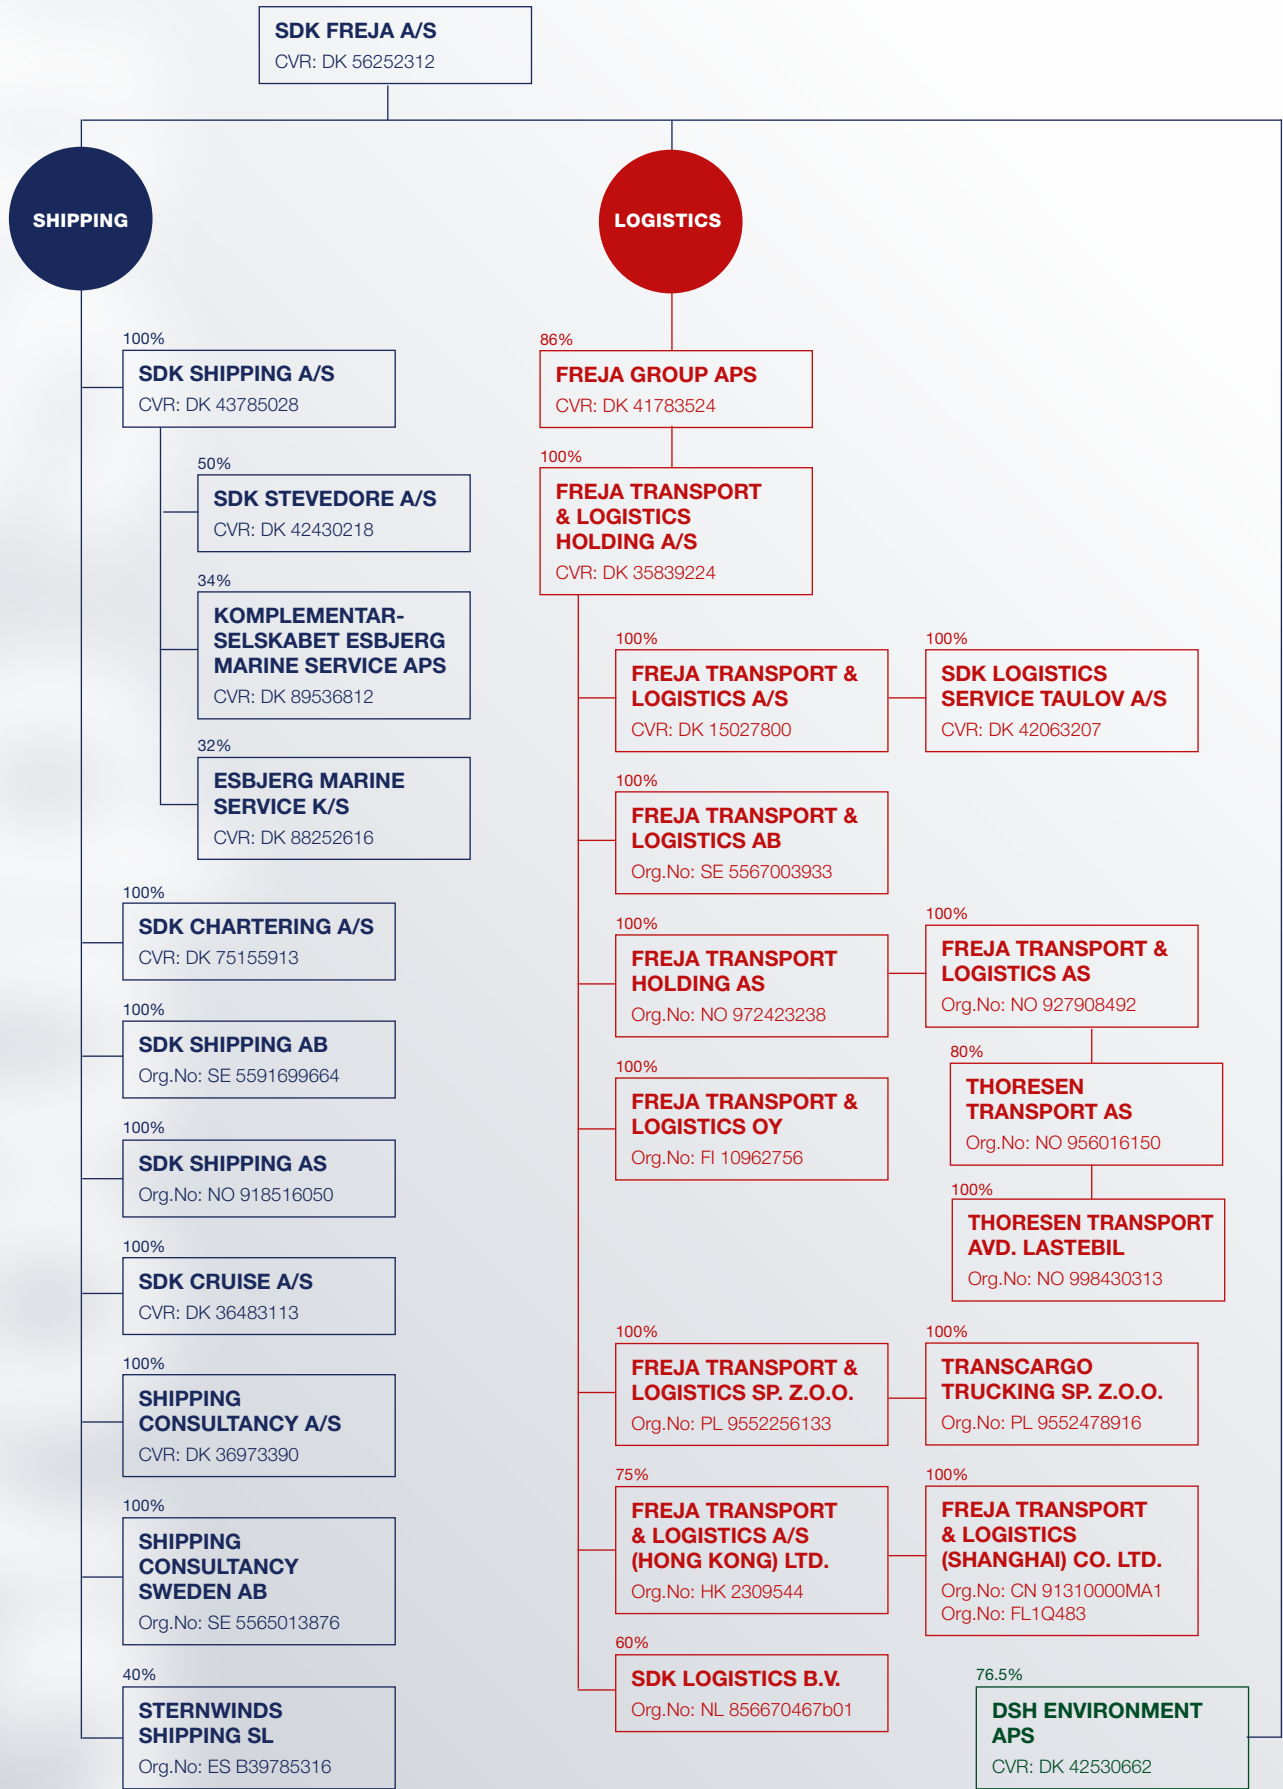 SDK FREJA A/S
CVR: DK 56252312
SHIPPING
100%
SDK SHIPPING A/S
CVR: DK 43785028
50%
SDK STEVEDORE A/S
CVR: DK 42430218
34%
KOMPLEMENTAR-
SELSKABET ESBJERG
MARINE SERVICE APS
CVR: DK 89536812
32%
ESBJERG MARINE
SERVICE K/S
CVR: DK 88252616
100%
SDK CHARTERING A/S
CVR: DK 75155913
100%
SDK SHIPPING AB
Org.No: SE 5591699664
100%
SDK SHIPPING AS
Org.No: NO 918516050
100%
SDK CRUISE A/S
CVR: DK 36483113
100%
SHIPPING
CONSULTANCY A/S
CVR: DK 36973390
100%
SHIPPING
CONSULTANCY
SWEDEN AB
Org.No: SE 5565013876
40%
STERNWINDS
SHIPPING SL
Org.No: ES B39785316
LOGISTICS
86%
FREJA GROUP APS
CVR: DK 41783524
100%
FREJA TRANSPORT
& LOGISTICS
HOLDING A/S
CVR: DK 35839224
100%
FREJA TRANSPORT &
LOGISTICS A/S
CVR: DK 15027800
100%
SDK LOGISTICS
SERVICE TAULOV A/S
CVR: DK 42063207
100%
FREJA TRANSPORT &
LOGISTICS AB
Org.No: SE 5567003933
100%
FREJA TRANSPORT
HOLDING AS
Org.No: NO 972423238
100%
FREJA TRANSPORT &
LOGISTICS AS
Org.No: NO 927908492
80%
THORESEN
TRANSPORT AS
Org.No: NO 956016150
100%
THORESEN TRANSPORT
AVD. LASTEBIL
Org.No: NO 998430313
100%
FREJA TRANSPORT &
LOGISTICS OY
Org.No: FI 10962756
100%
FREJA TRANSPORT &
LOGISTICS SP. Z.O.O.
Org.No: PL 9552256133
100%
TRANSCARGO
TRUCKING SP. Z.O.O.
Org.No: PL 9552478916
75%
FREJA TRANSPORT
& LOGISTICS A/S
(HONG KONG) LTD.
Org.No: HK 2309544
100%
FREJA TRANSPORT
& LOGISTICS
(SHANGHAI) CO. LTD.
Org.No: CN 91310000MA1
Org.No: FL1Q483
60%
SDK LOGISTICS B.V.
Org.No: NL 856670467b01
76.5%
DSH ENVIRONMENT
APS
CVR: DK 42530662